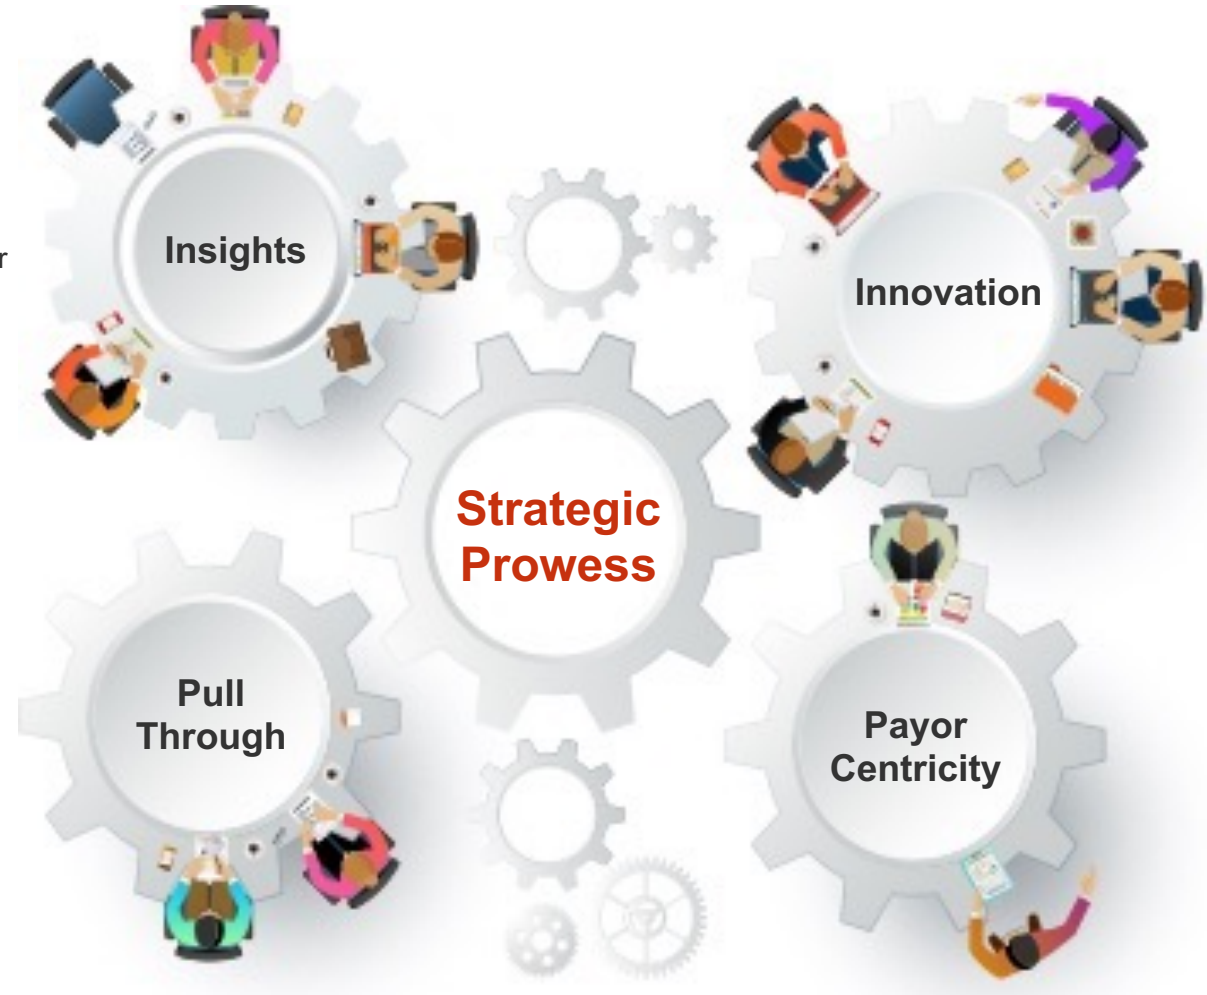 Insights
r
Innovation
Strategic
Prowess
Pull
Through
Payor
Centricity